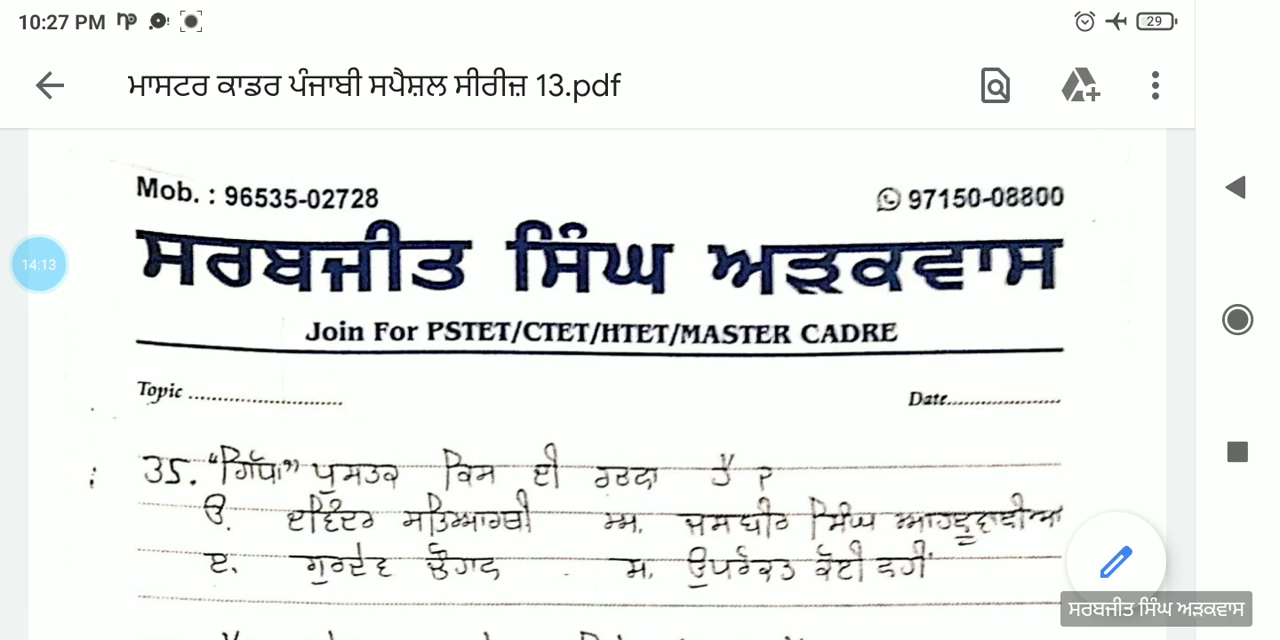 10:27 PM
29
ਮਾਸਟਰ ਕਾਡਰ ਪੰਜਾਬੀ ਸਪੈਸ਼ਲ ਸੀਰੀਜ਼ 13.pdf
Mob. : 96535-02728
97150-08800
14:13
ਸਰਬਜੀਤ ਸਿੰਘ ਅੜਕਵਾਸ
Join For PSTET/CTET/HTET/MASTER CADRE
Topic
Date
35. "ਗਿੱਧਾ" ਪੁਸਤਕ ਕਿਸ ਦੀ ਰਚਨਾ ਹੈ ?
ੳ. ਦਵਿੰਦਰ ਸਤਿਆਰਥੀ ਅ. ਜਸਬੀਰ ਸਿੰਘ
ੲ. ਗੁਰਦੇਵ ਚੌਹਾਨ ਸ. ਉਪਰੋਕਤ ਕੋਈ ਨਹੀਂ
ਸਰਬਜੀਤ ਸਿੰਘ ਅੜਕਵਾਸ